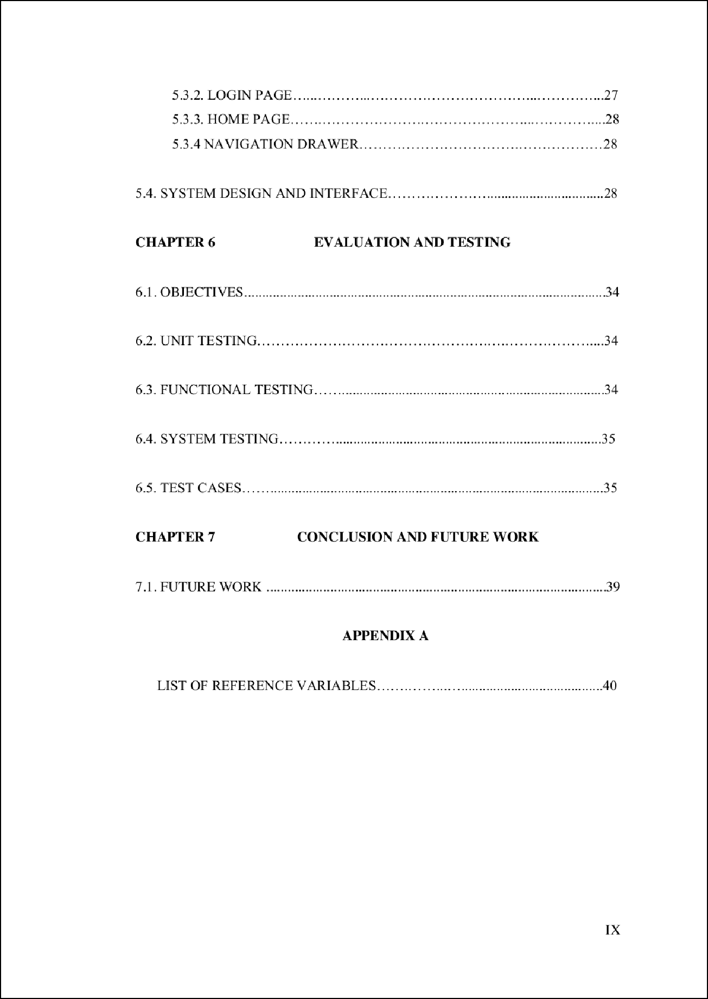 5.3.2. LOGIN PAGE…...………...…………………………...…………...27
5.3.3. HOME PAGE…….…………………………………...…………....28
5.3.4 NAVIGATION DRAWER…………………………….………………28
5.4. SYSTEM DESIGN AND INTERFACE…………………..................................28
CHAPTER 6 EVALUATION AND TESTING
6.1. OBJECTIVES.......................................................................................................34
6.2. UNIT TESTING……………………………………………………………....34
6.3. FUNCTIONAL TESTING……...........................................................................34
6.4. SYSTEM TESTING…………...........................................................................35
6.5. TEST CASES……..............................................................................................35
CHAPTER 7 CONCLUSION AND FUTURE WORK
7.1. FUTURE WORK ................................................................................................39
APPENDIX A
LIST OF REFERENCE VARIABLES……………...…........................................40
IX